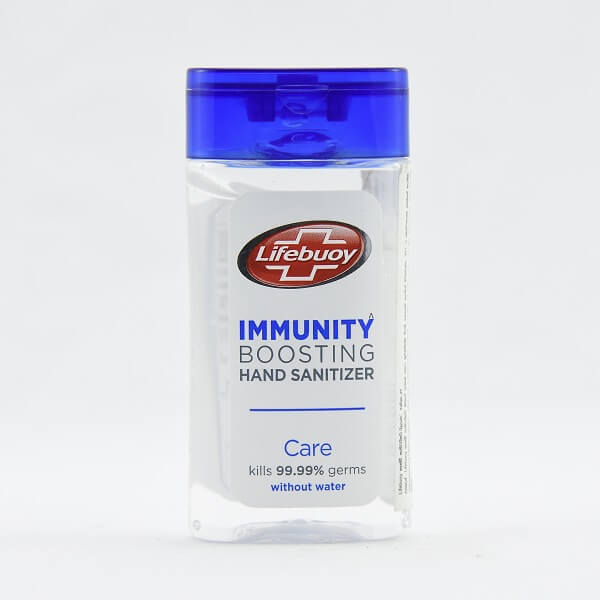 Lifebuoy
IMMUNITY∆
BOOSTING
HAND SANITIZER
Care
kills 99.99% germs
without water